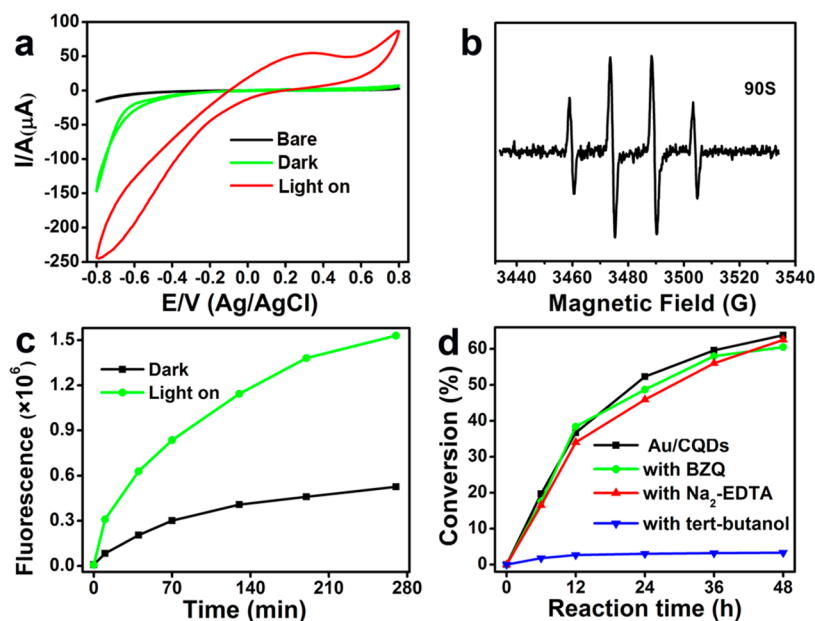 a
100
50
0
-50
-100
-150
-200
-250
I/A(μA)
Bare
Dark
Light on
-0.8 -0.6 -0.4 -0.2 0.0 0.2 0.4 0.6 0.8
E/V (Ag/AgCl)
b
90S
3440 3460 3480 3500 3520 3540
Magnetic Field (G)
c
1.5
1.2
0.9
0.6
0.3
0.0
Fluorescence (×10⁶)
Dark
Light on
0 70 140 210 280
Time (min)
d
60
50
40
30
20
10
0
Conversion (%)
Au/CQDs
with BZQ
with Na₂-EDTA
with tert-butanol
0 12 24 36 48
Reaction time (h)